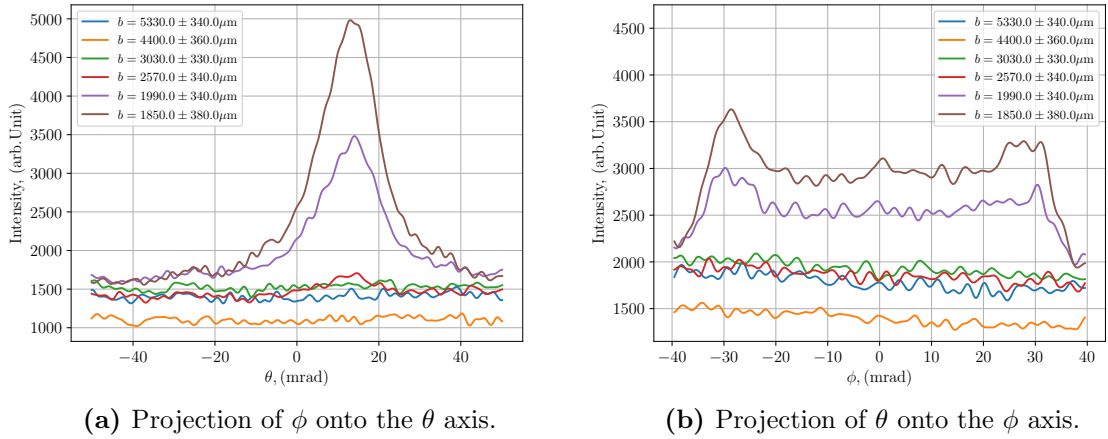 5000
4500
4000
3500
3000
2500
2000
1500
1000
Intensity, (arb.Unit)
b = 5330.0 ± 340.0μm
b = 4400.0 ± 360.0μm
b = 3030.0 ± 330.0μm
b = 2570.0 ± 340.0μm
b = 1990.0 ± 340.0μm
b = 1850.0 ± 380.0μm
−40 −20 0 20 40
θ, (mrad)
(a) Projection of ϕ onto the θ axis.
4500
4000
3500
3000
2500
2000
1500
Intensity, (arb.Unit)
b = 5330.0 ± 340.0μm
b = 4400.0 ± 360.0μm
b = 3030.0 ± 330.0μm
b = 2570.0 ± 340.0μm
b = 1990.0 ± 340.0μm
b = 1850.0 ± 380.0μm
−40 −30 −20 −10 0 10 20 30 40
ϕ, (mrad)
(b) Projection of θ onto the ϕ axis.